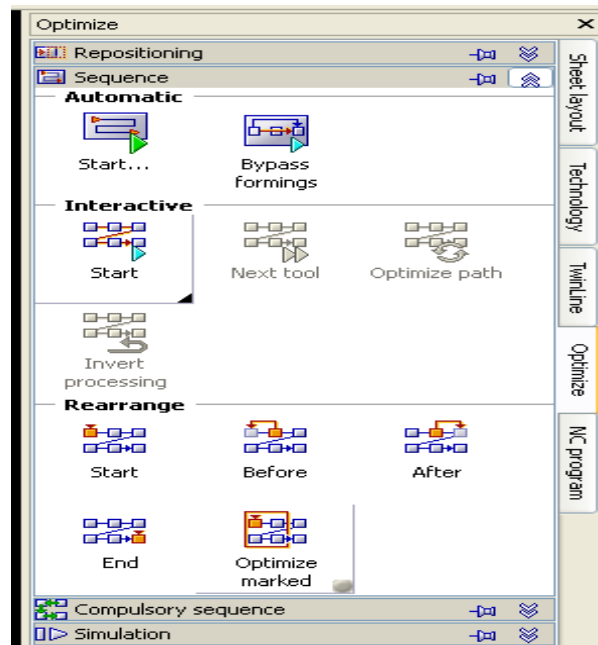 Optimize
Repositioning
Sequence
Automatic
Start...
Bypass
formings
Interactive
Start
Next tool
Optimize path
Invert
processing
Rearrange
Start
Before
After
End
Optimize
marked
Compulsory sequence
Simulation
Sheet layout
Technology
TwinLine
Optimize
NC program